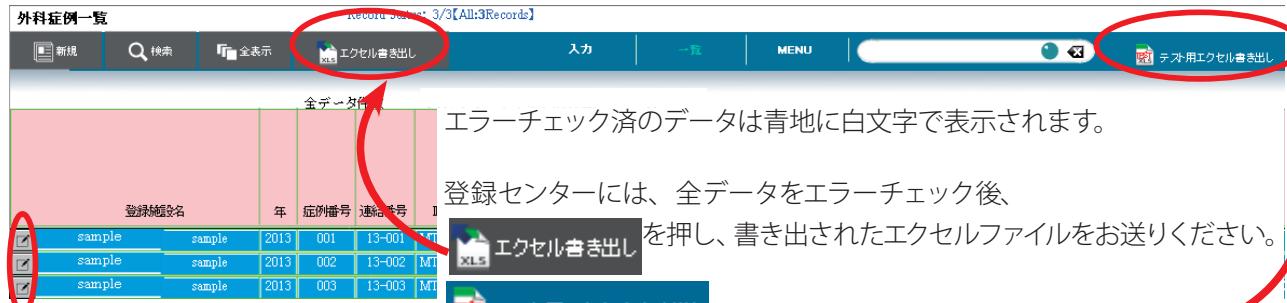 外科症例一覧 Record Status: 3/3【All:3Records】
新規 検索 全表示 XLS エクセル書き出し 入力 一覧 MENU テスト用エクセル書き出し
全データ件
エラーチェック済のデータは青地に白文字で表示されます。
登録センターには、全データをエラーチェック後、
XLS エクセル書き出し を押し、書き出されたエクセルファイルをお送りください。
登録施設名 年 症例番号 連結番号
sample sample 2013 001 13-001 MT
sample sample 2013 002 13-002 MT
sample sample 2013 003 13-003 MT